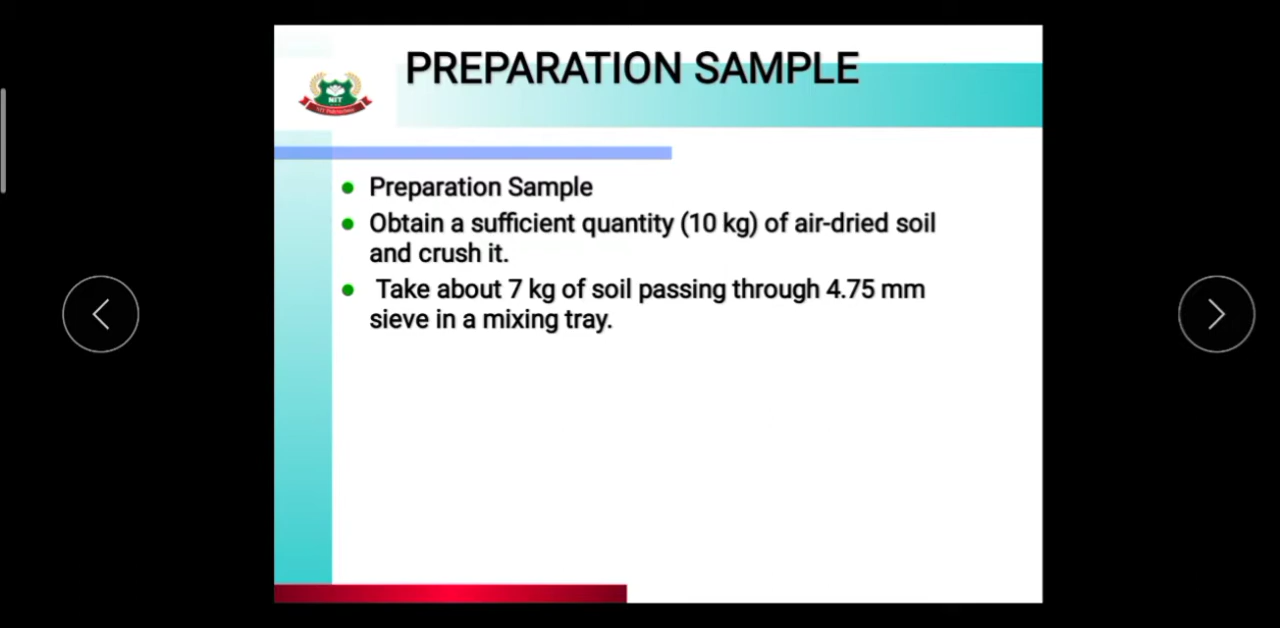 PREPARATION SAMPLE
NIT
Preparation Sample
Obtain a sufficient quantity (10 kg) of air-dried soil
and crush it.
Take about 7 kg of soil passing through 4.75 mm
sieve in a mixing tray.